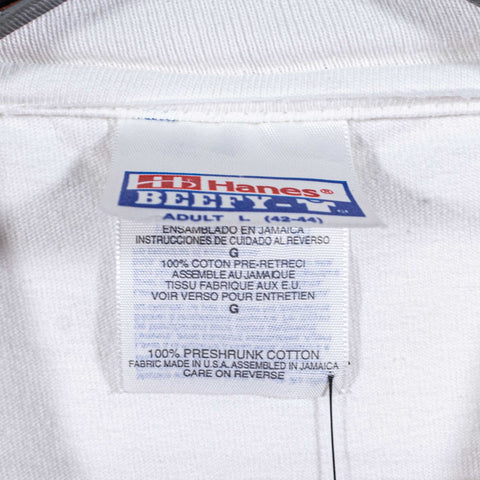 Hanes®
BEEFY-T
ADULT L (42-44)
ENSAMBLADO EN JAMAICA
INSTRUCCIONES DE CUIDADO AL REVERSO
G
100% COTON PRE-RETRECI
ASSEMBLE AU JAMAIQUE
TISSU FABRIQUE AUX E.U.
VOIR VERSO POUR ENTRETIEN
G
100% PRESHRUNK COTTON
FABRIC MADE IN U.S.A. ASSEMBLED IN JAMAICA
CARE ON REVERSE